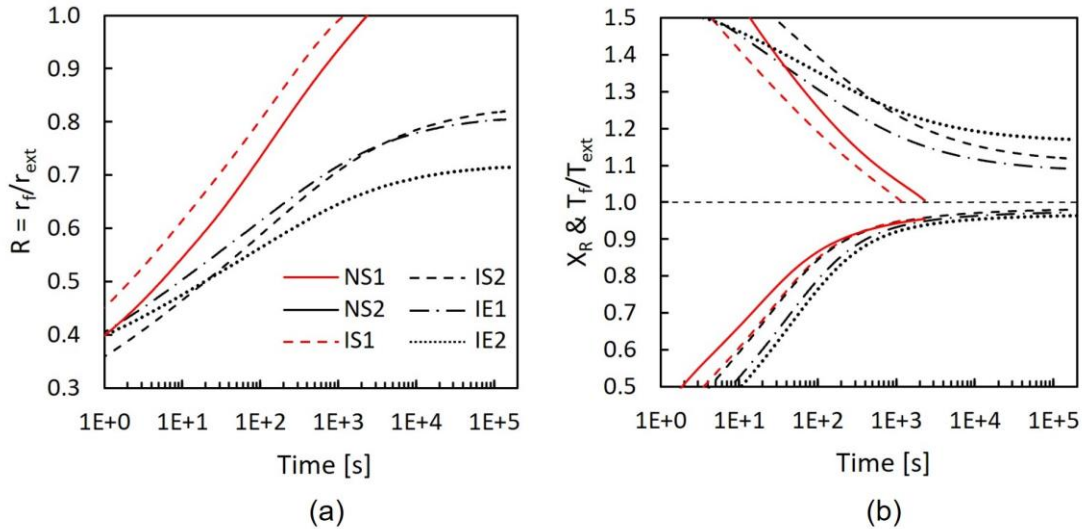 1.0
0.9
0.8
0.7
0.6
0.5
0.4
0.3
R = r_f/r_ext
NS1
NS2
IS1
IS2
IE1
IE2
1E+0 1E+1 1E+2 1E+3 1E+4 1E+5
Time [s]
(a)
1.5
1.4
1.3
1.2
1.1
1.0
0.9
0.8
0.7
0.6
0.5
X_R & T_f/T_ext
1E+0 1E+1 1E+2 1E+3 1E+4 1E+5
Time [s]
(b)